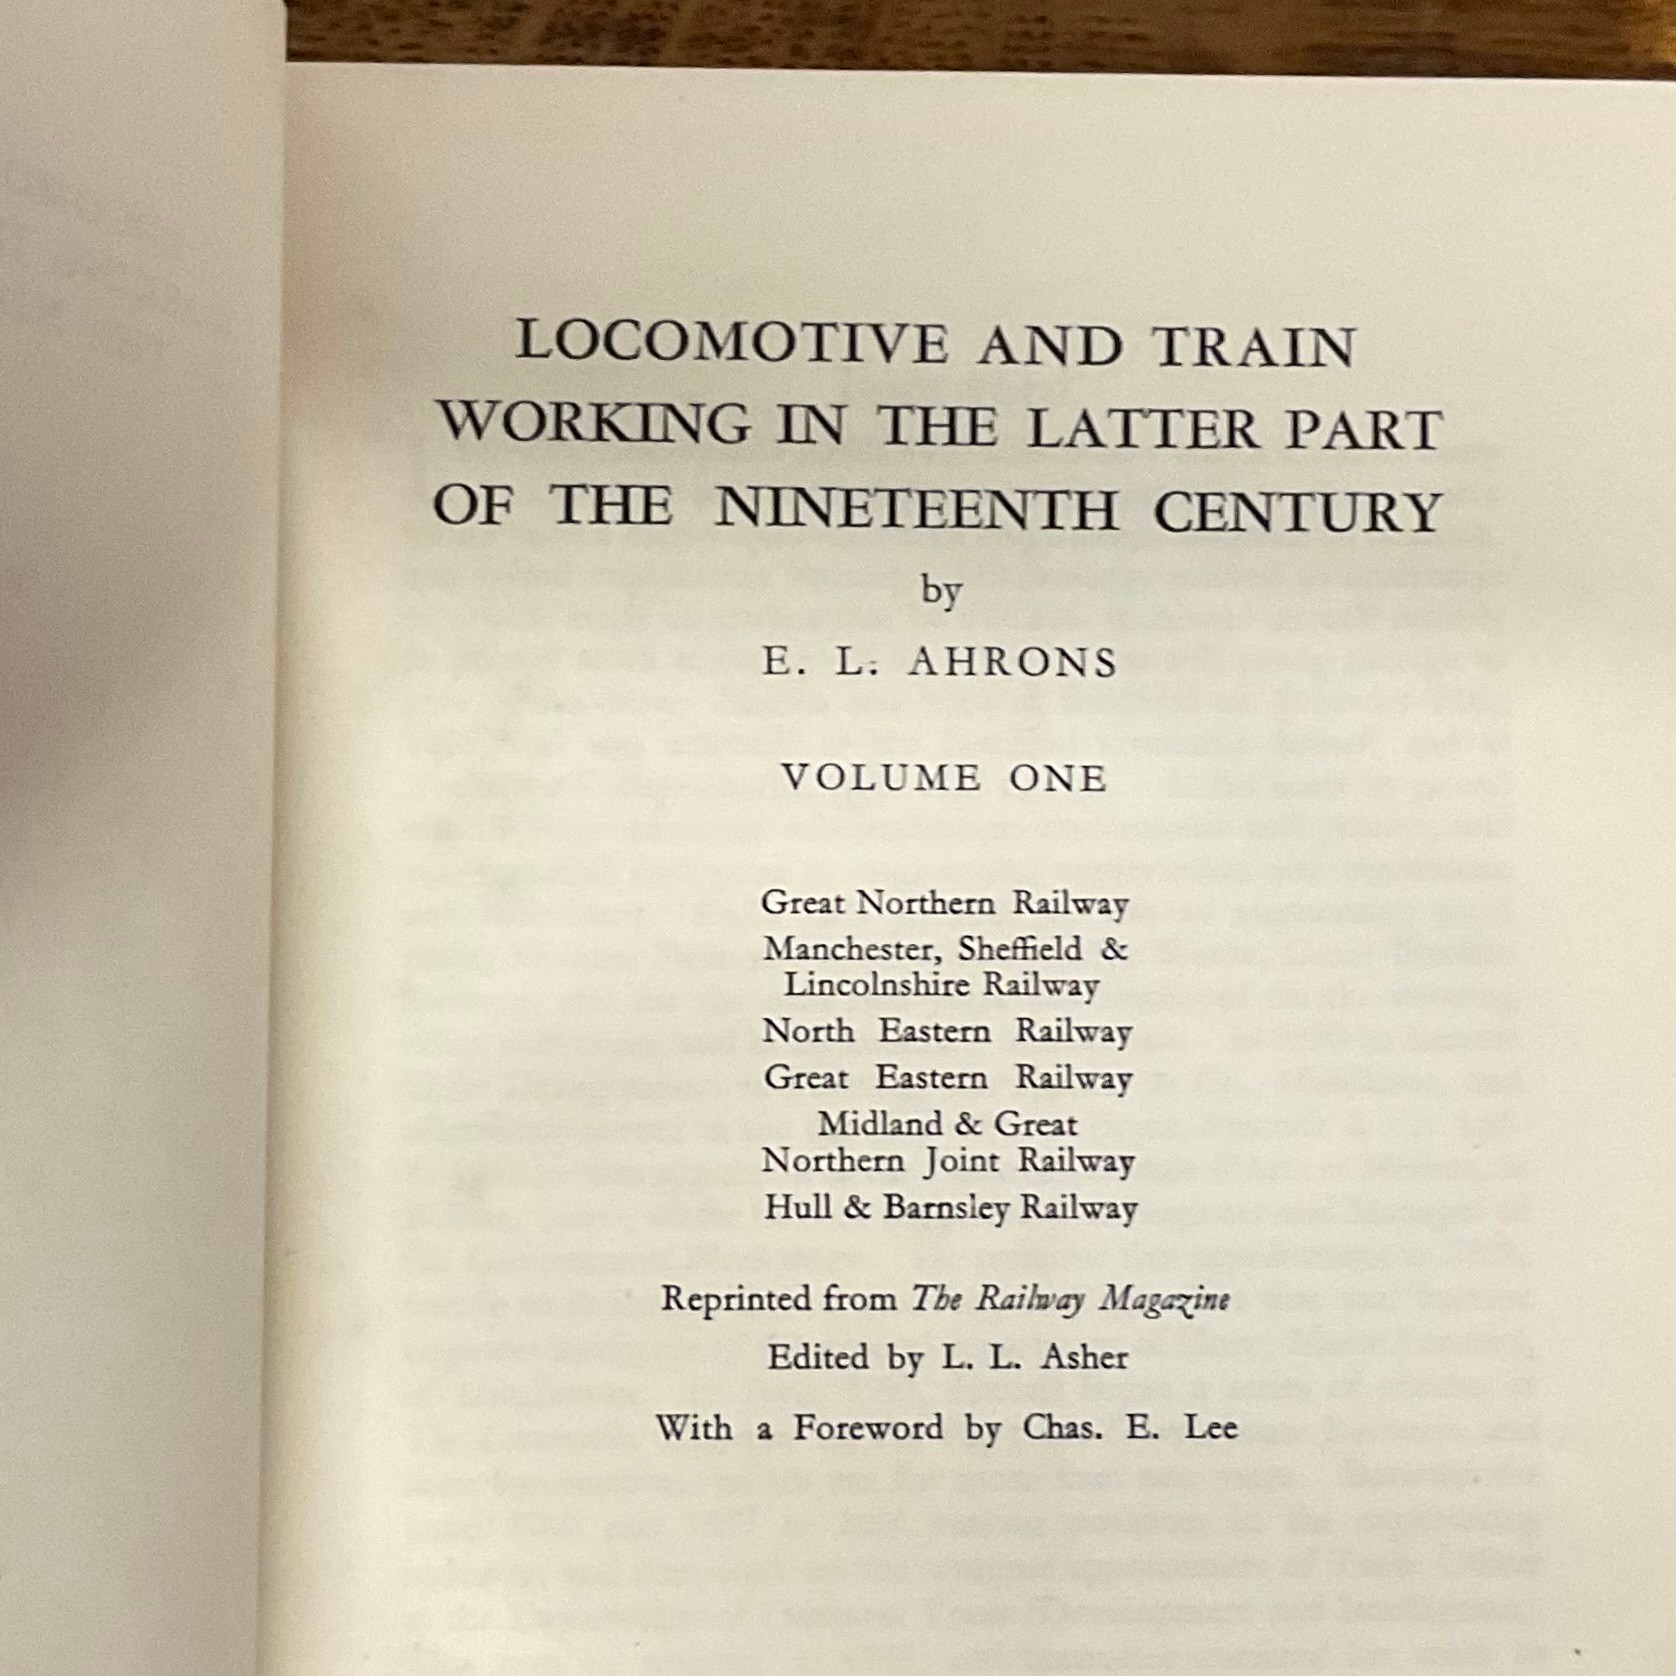 LOCOMOTIVE AND TRAIN
WORKING IN THE LATTER PART
OF THE NINETEENTH CENTURY
by
E. L. AHRONS
VOLUME ONE
Great Northern Railway
Manchester, Sheffield &
Lincolnshire Railway
North Eastern Railway
Great Eastern Railway
Midland & Great
Northern Joint Railway
Hull & Barnsley Railway
Reprinted from The Railway Magazine
Edited by L. L. Asher
With a Foreword by Chas. E. Lee